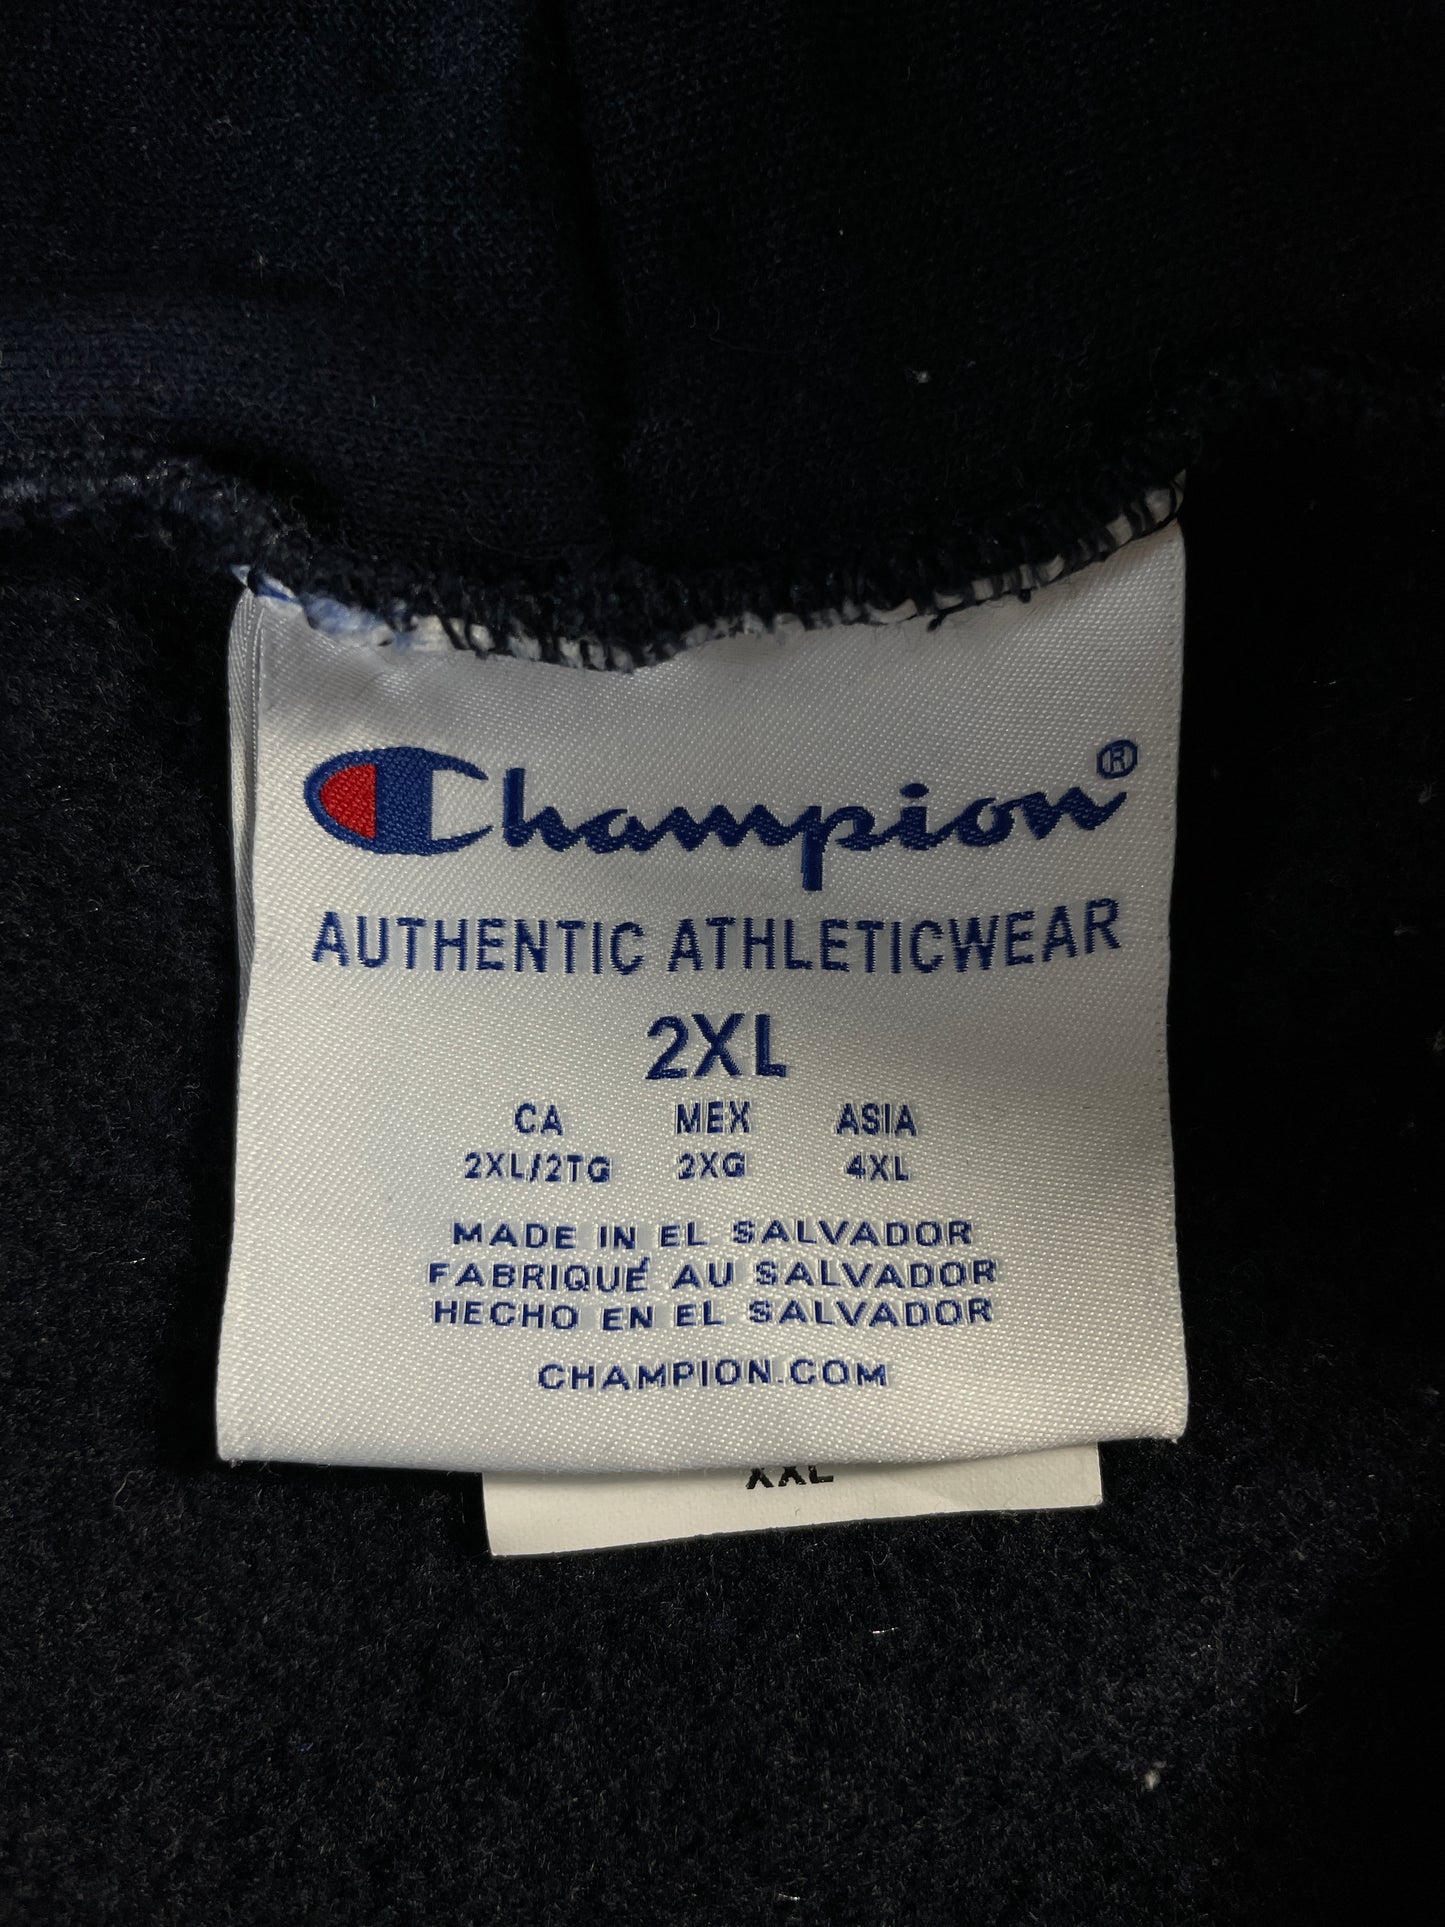 Champion®
AUTHENTIC ATHLETICWEAR
2XL
CA MEX ASIA
2XL/2TG 2XG 4XL
MADE IN EL SALVADOR
FABRIQUÉ AU SALVADOR
HECHO EN EL SALVADOR
CHAMPION.COM
XXL